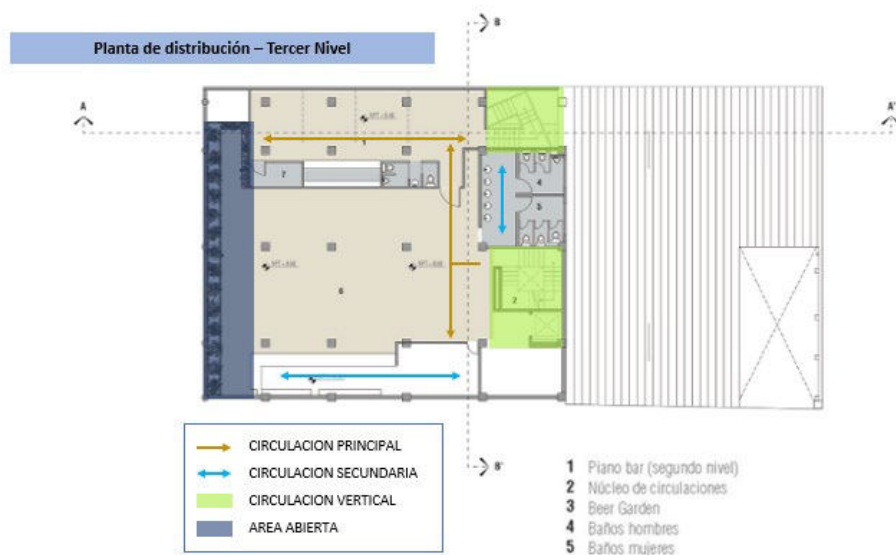 B
Planta de distribución – Tercer Nivel
A
A'
1
7
4
5
6
2
CIRCULACION PRINCIPAL
CIRCULACION SECUNDARIA
CIRCULACION VERTICAL
AREA ABIERTA
B'
1 Piano bar (segundo nivel)
2 Núcleo de circulaciones
3 Beer Garden
4 Baños hombres
5 Baños mujeres